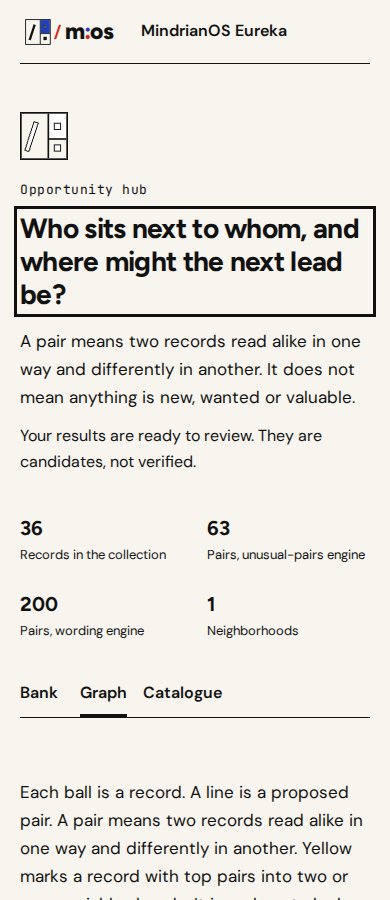 m:os MindrianOS Eureka
Opportunity hub
Who sits next to whom, and
where might the next lead
be?
A pair means two records read alike in one
way and differently in another. It does not
mean anything is new, wanted or valuable.
Your results are ready to review. They are
candidates, not verified.
36 63
Records in the collection Pairs, unusual-pairs engine
200 1
Pairs, wording engine Neighborhoods
Bank Graph Catalogue
Each ball is a record. A line is a proposed
pair. A pair means two records read alike in
one way and differently in another. Yellow
marks a record with top pairs into two or